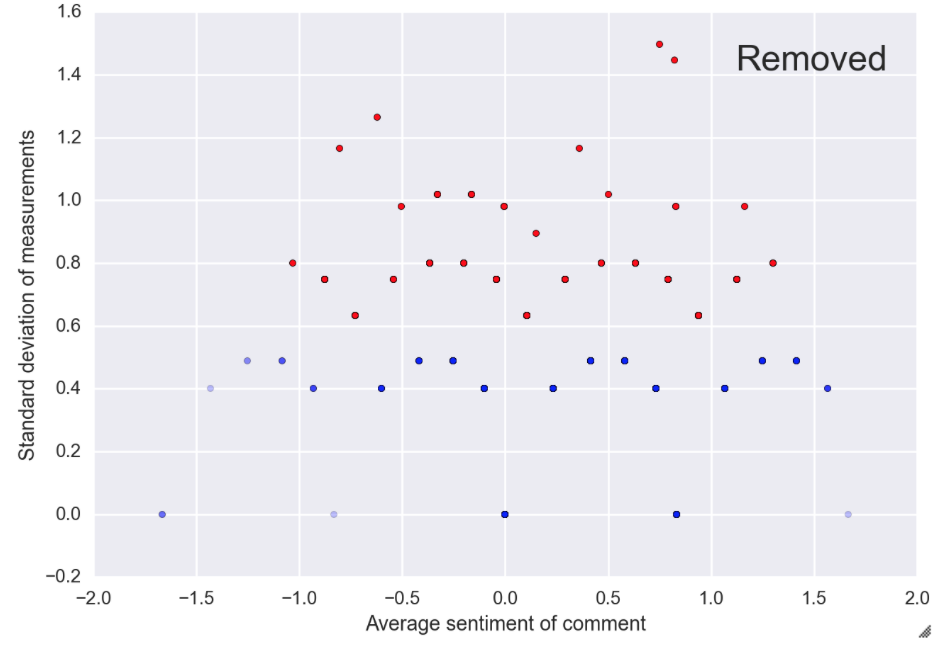 1.6
Removed
1.4
1.2
1.0
0.8
0.6
0.4
0.2
0.0
−0.2
Standard deviation of measurements
−2.0 −1.5 −1.0 −0.5 0.0 0.5 1.0 1.5 2.0
Average sentiment of comment